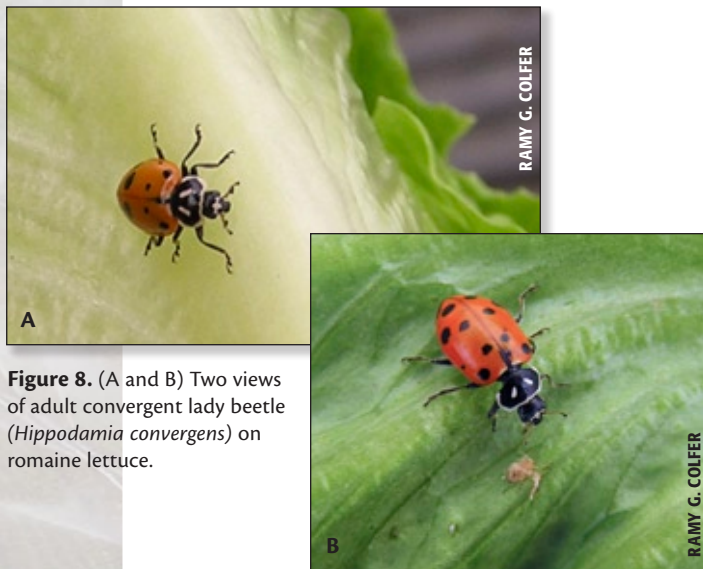 RAMY G. COLFER
A
Figure 8. (A and B) Two views
of adult convergent lady beetle
(Hippodamia convergens) on
romaine lettuce.
B
RAMY G. COLFER